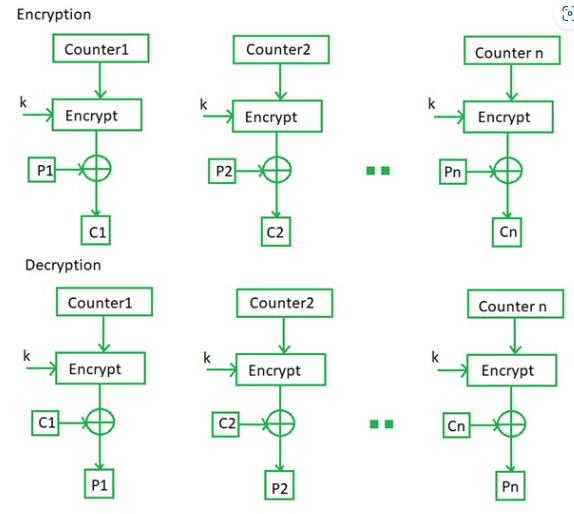 Encryption
Counter1 Counter2 Counter n
k Encrypt k Encrypt k Encrypt
P1 P2 Pn
C1 C2 Cn
Decryption
Counter1 Counter2 Counter n
k Encrypt k Encrypt k Encrypt
C1 C2 Cn
P1 P2 Pn